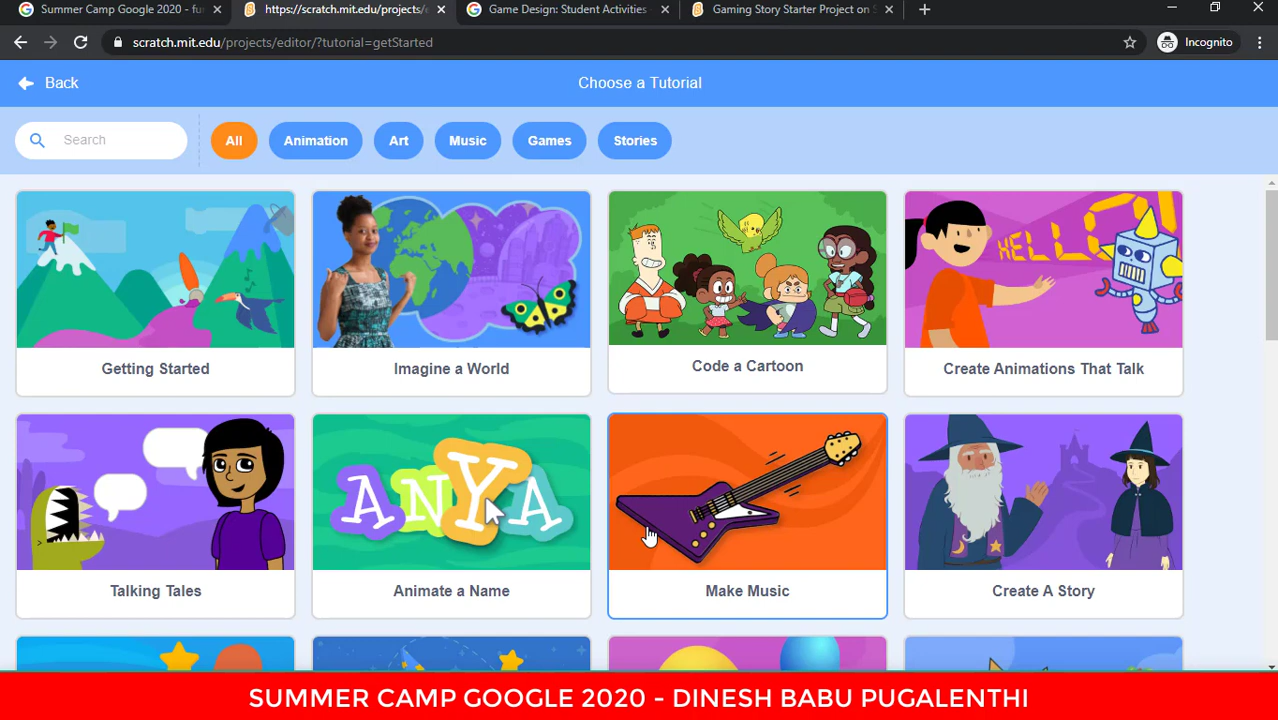 Summer Camp Google 2020 - fu
https://scratch.mit.edu/projects/e
Game Design: Student Activities -
Gaming Story Starter Project on S
scratch.mit.edu/projects/editor/?tutorial=getStarted
Incognito
Back
Choose a Tutorial
Search
All
Animation
Art
Music
Games
Stories
HELLO
Getting Started
Imagine a World
Code a Cartoon
Create Animations That Talk
ANYA
Talking Tales
Animate a Name
Make Music
Create A Story
SUMMER CAMP GOOGLE 2020 - DINESH BABU PUGALENTHI